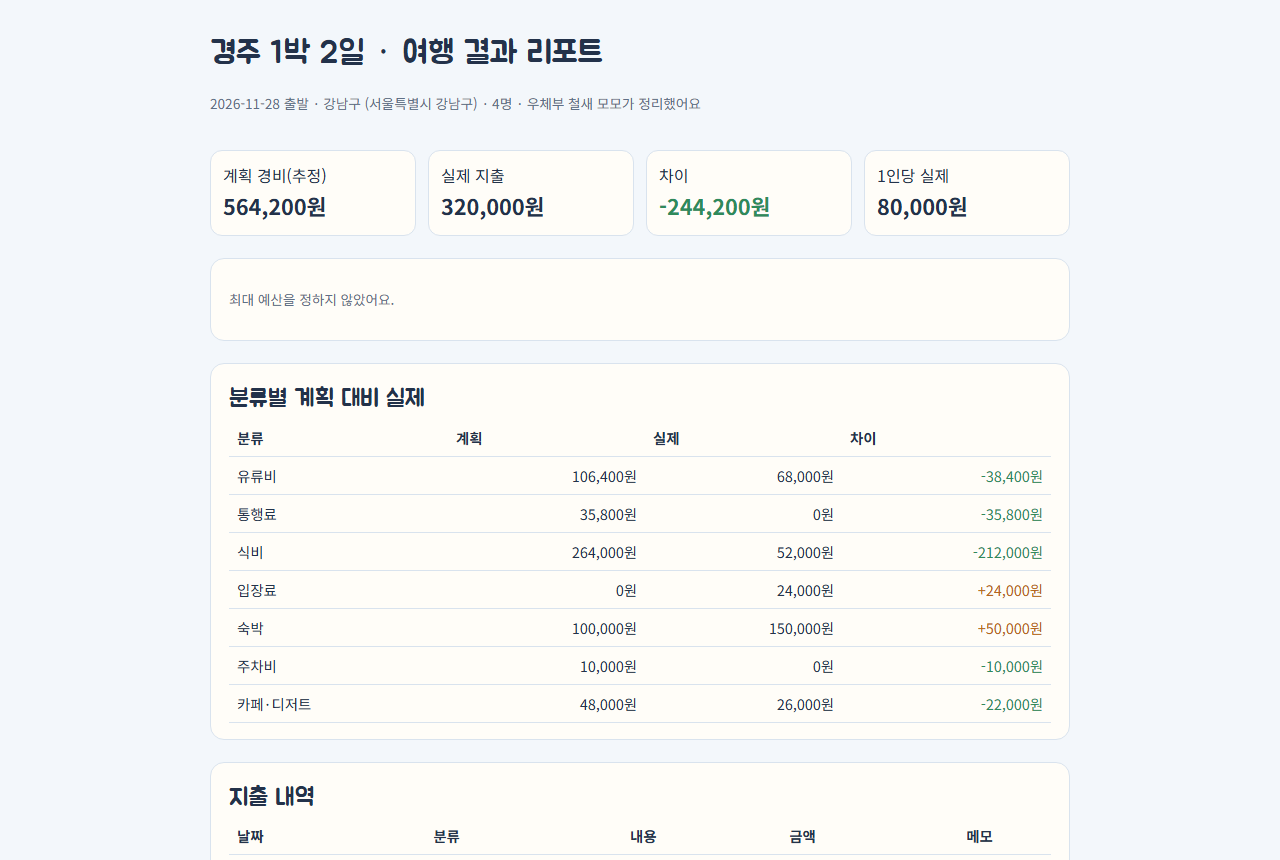 경주 1박 2일 · 여행 결과 리포트
2026-11-28 출발 · 강남구 (서울특별시 강남구) · 4명 · 우체부 철새 모모가 정리했어요
계획 경비(추정) 실제 지출 차이 1인당 실제
564,200원 320,000원 -244,200원 80,000원
최대 예산을 정하지 않았어요.
분류별 계획 대비 실제
분류 계획 실제 차이
유류비 106,400원 68,000원 -38,400원
통행료 35,800원 0원 -35,800원
식비 264,000원 52,000원 -212,000원
입장료 0원 24,000원 +24,000원
숙박 100,000원 150,000원 +50,000원
주차비 10,000원 0원 -10,000원
카페·디저트 48,000원 26,000원 -22,000원
지출 내역
날짜 분류 내용 금액 메모